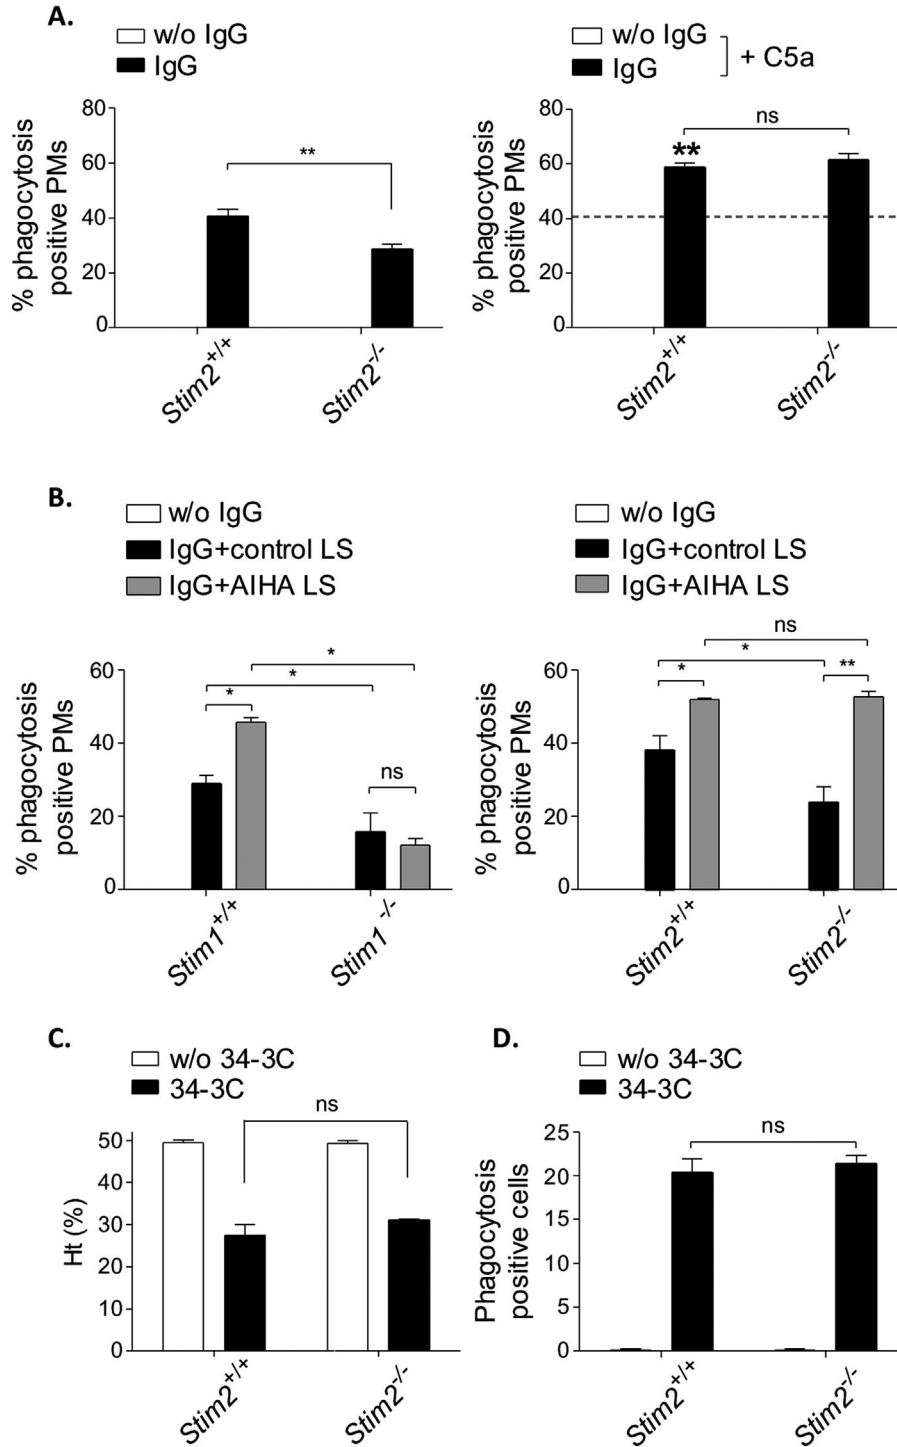 A.
w/o IgG
IgG
% phagocytosis
positive PMs
80
60
40
20
0
**
Stim2+/+
Stim2-/-
w/o IgG
IgG
+ C5a
% phagocytosis
positive PMs
80
60
40
20
0
**
ns
Stim2+/+
Stim2-/-
B.
w/o IgG
IgG+control LS
IgG+AIHA LS
% phagocytosis
positive PMs
60
40
20
0
*
*
*
ns
Stim1+/+
Stim1-/-
w/o IgG
IgG+control LS
IgG+AIHA LS
% phagocytosis
positive PMs
60
40
20
0
ns
*
*
**
Stim2+/+
Stim2-/-
C.
w/o 34-3C
34-3C
Ht (%)
50
40
30
20
10
0
ns
Stim2+/+
Stim2-/-
D.
w/o 34-3C
34-3C
Phagocytosis
positive cells
25
20
15
10
5
0
ns
Stim2+/+
Stim2-/-